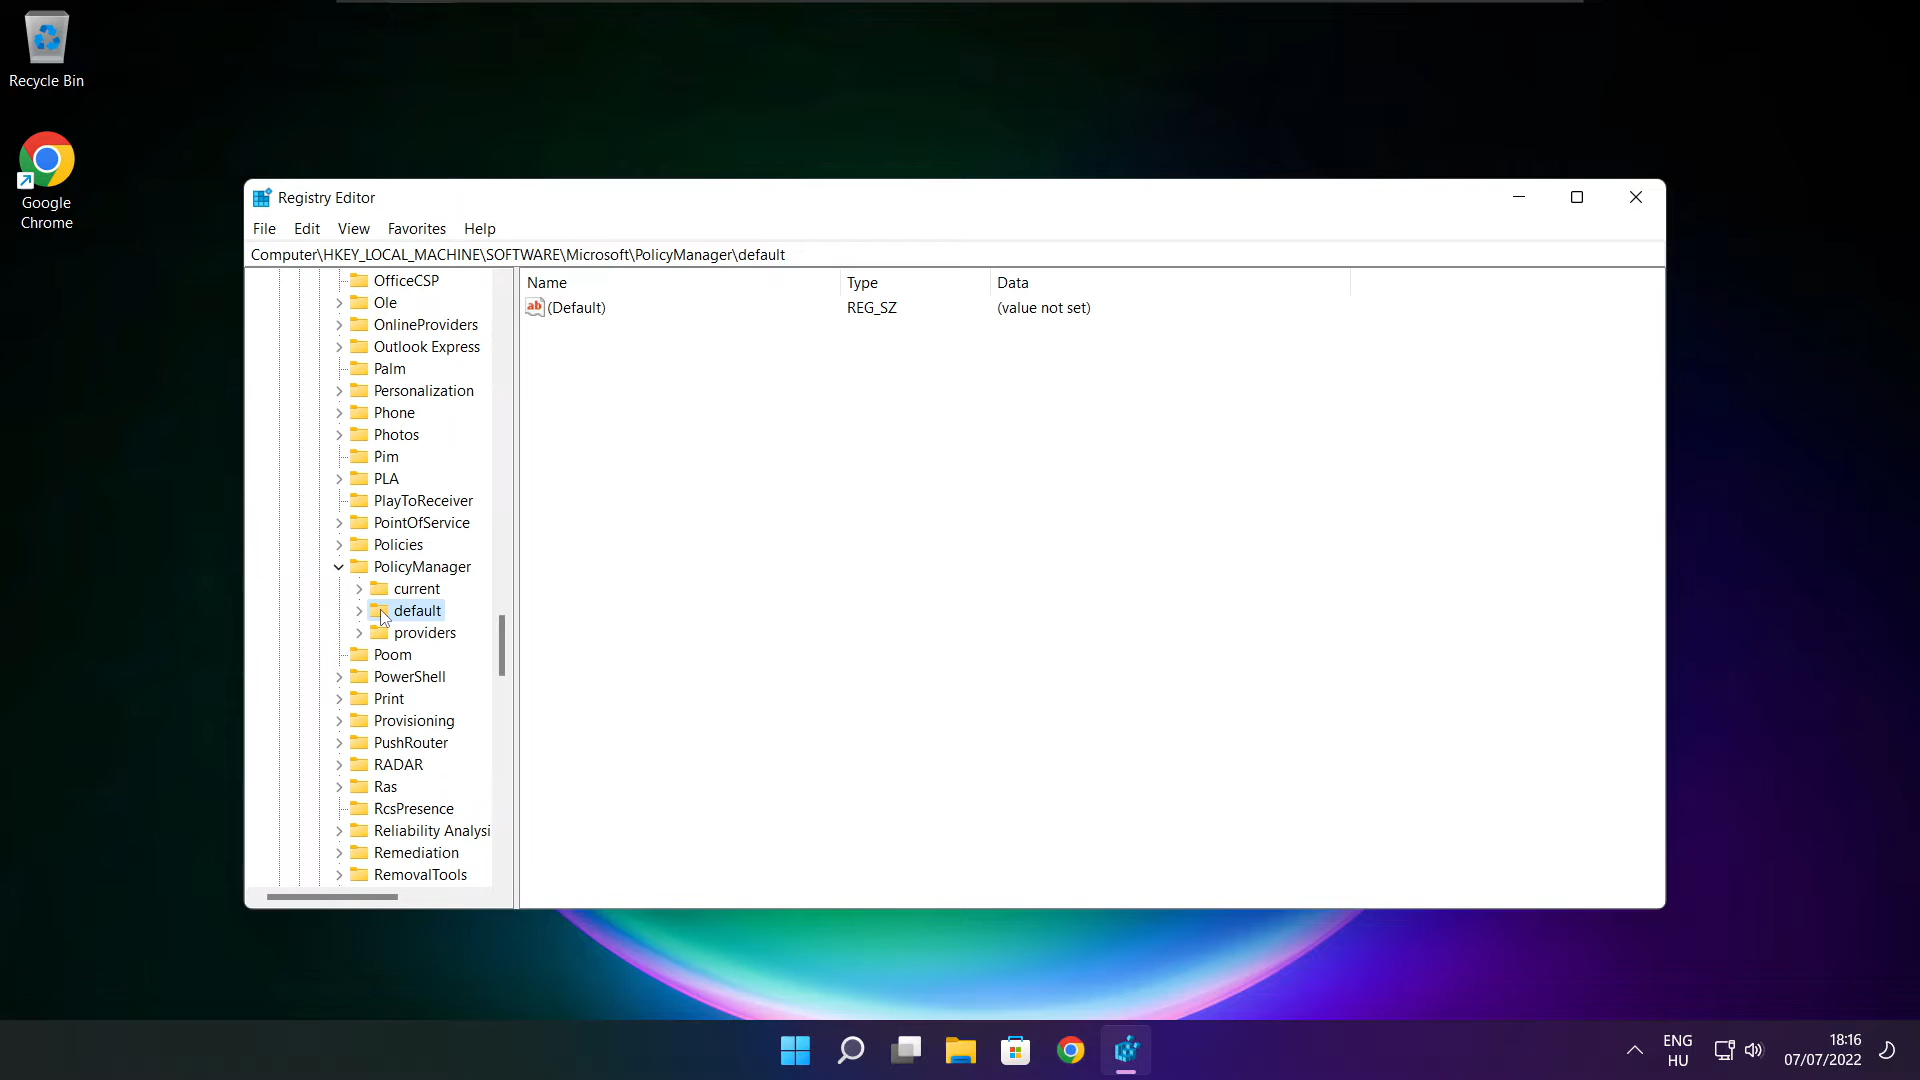 Recycle Bin
Google
Chrome
Registry Editor
File Edit View Favorites Help
Computer\HKEY_LOCAL_MACHINE\SOFTWARE\Microsoft\PolicyManager\default
OfficeCSP
Ole
OnlineProviders
Outlook Express
Palm
Personalization
Phone
Photos
Pim
PLA
PlayToReceiver
PointOfService
Policies
PolicyManager
current
default
providers
Poom
PowerShell
Print
Provisioning
PushRouter
RADAR
Ras
RcsPresence
Reliability Analysi
Remediation
RemovalTools
Name Type Data
ab (Default) REG_SZ (value not set)
ENG
HU
18:16
07/07/2022